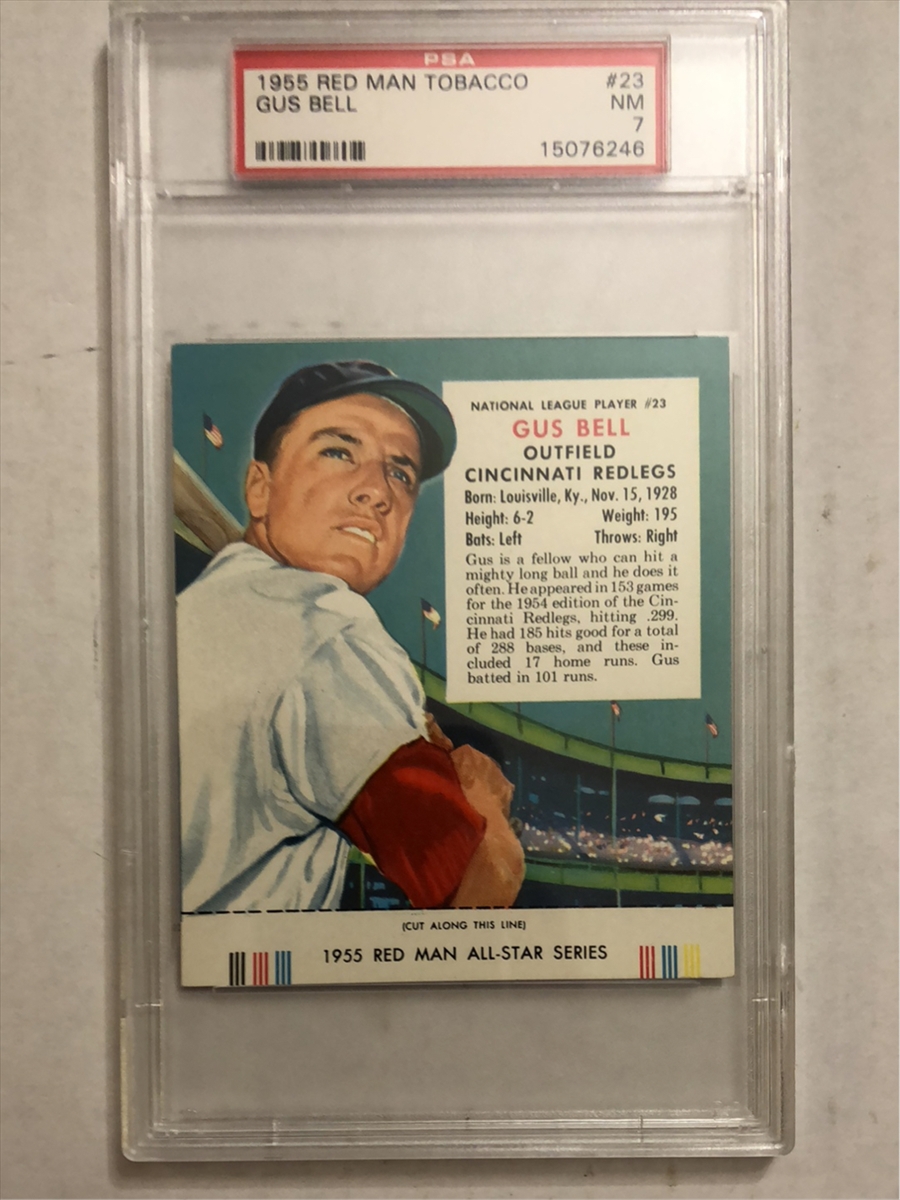 PSA
1955 RED MAN TOBACCO #23
GUS BELL NM
7
15076246
NATIONAL LEAGUE PLAYER #23
GUS BELL
OUTFIELD
CINCINNATI REDLEGS
Born: Louisville, Ky., Nov. 15, 1928
Height: 6-2 Weight: 195
Bats: Left Throws: Right
Gus is a fellow who can hit a
mighty long ball and he does it
often. He appeared in 153 games
for the 1954 edition of the Cin-
cinnati Redlegs, hitting .299.
He had 185 hits good for a total
of 288 bases, and these in-
cluded 17 home runs. Gus
batted in 101 runs.
(CUT ALONG THIS LINE)
1955 RED MAN ALL-STAR SERIES